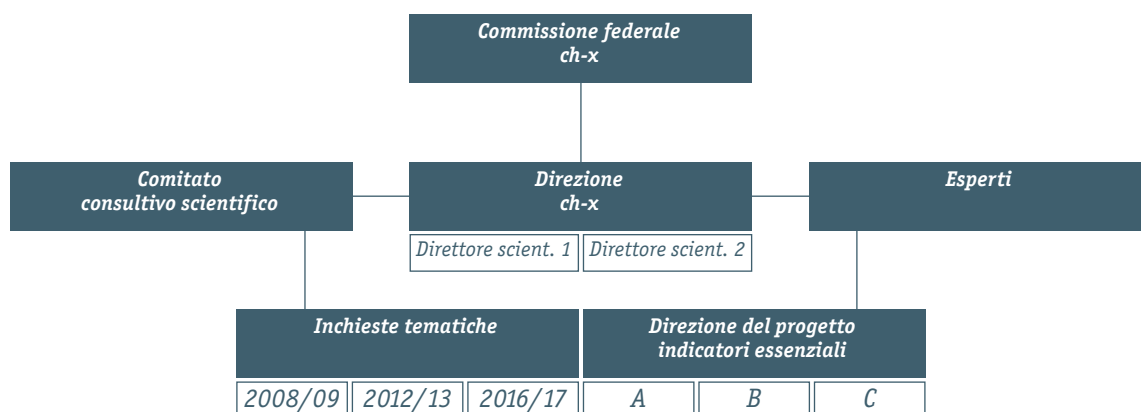 Commissione federale
ch-x
Comitato
consultivo scientifico
Direzione
ch-x
Esperti
Direttore scient. 1
Direttore scient. 2
Inchieste tematiche
Direzione del progetto
indicatori essenziali
2008/09
2012/13
2016/17
A
B
C